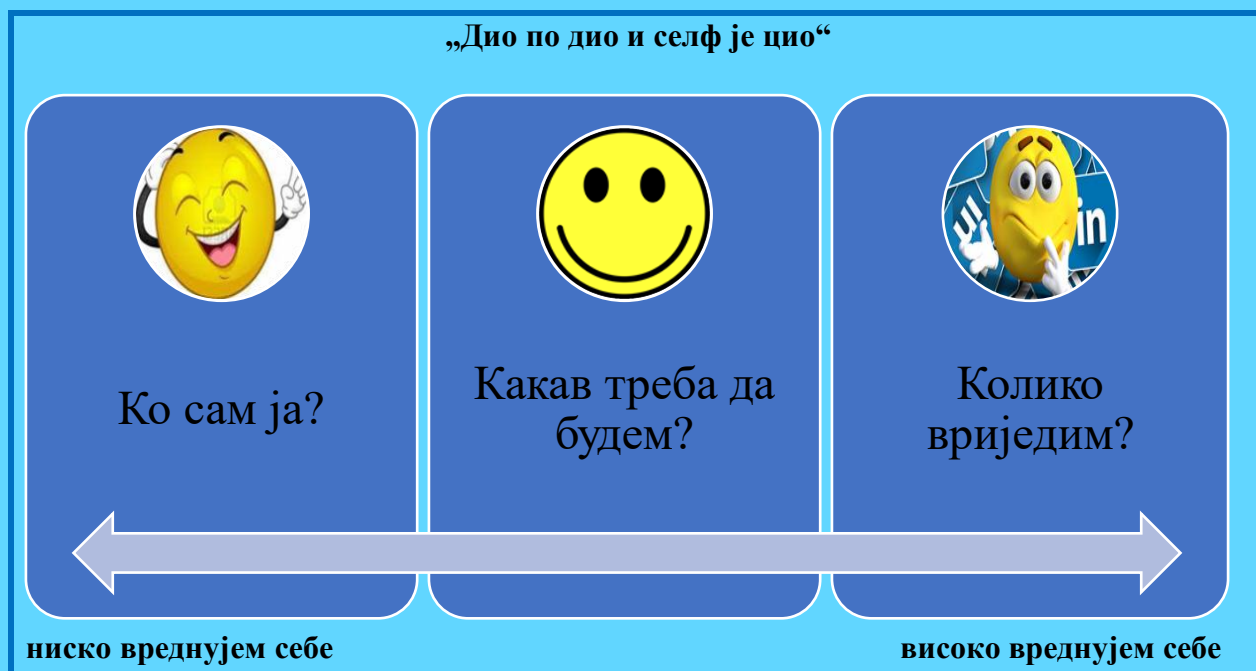 „Дио по дио и селф је цио“
Ко сам ја?
Какав треба да
будем?
Колико
вриједим?
in
ниско вреднујем себе
високо вреднујем себе